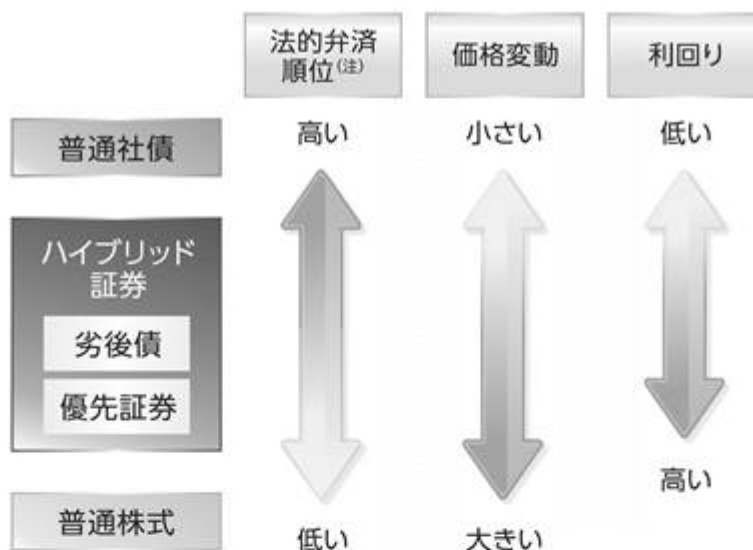 法的弁済
順位(注)
価格変動
利回り
普通社債
高い
小さい
低い
ハイブリッド
証券
劣後債
優先証券
高い
普通株式
低い
大きい